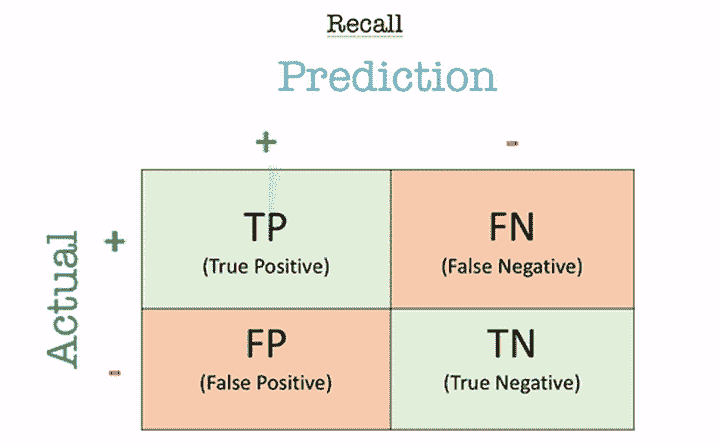 Recall
Prediction
+ -
Actual
+
TP
(True Positive)
FN
(False Negative)
-
FP
(False Positive)
TN
(True Negative)